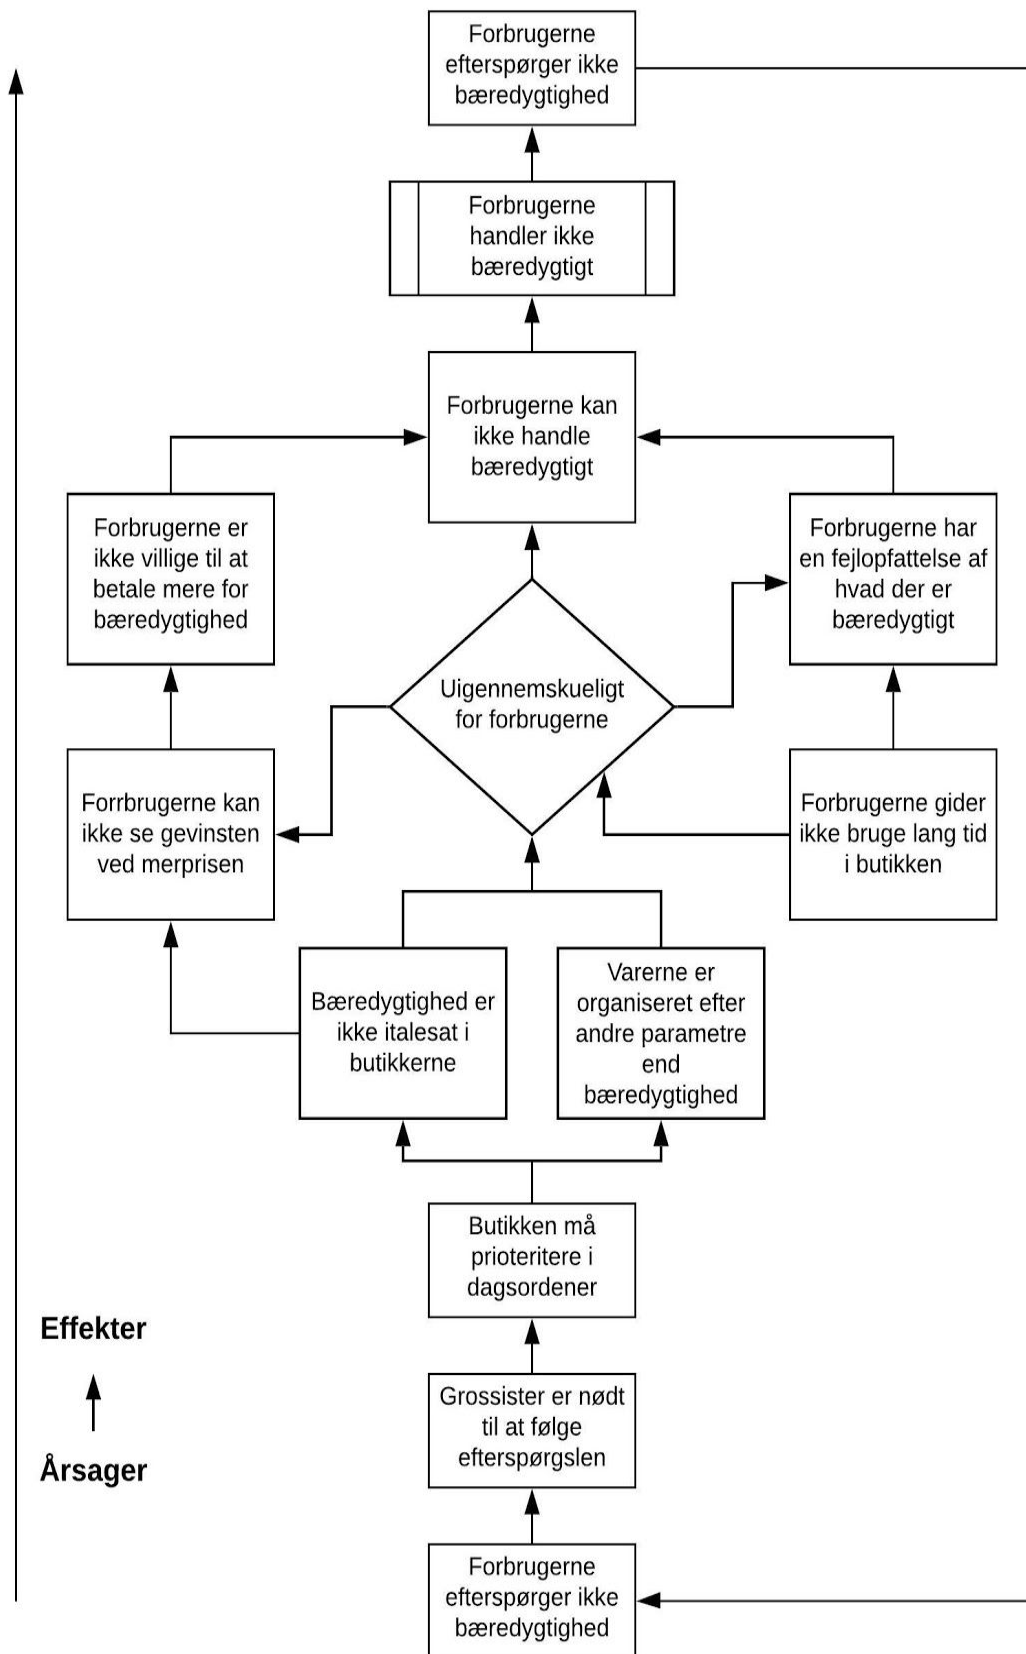 Forbrugerne
efterspørger ikke
bæredygtighed
Forbrugerne
handler ikke
bæredygtigt
Forbrugerne kan
ikke handle
bæredygtigt
Forbrugerne er
ikke villige til at
betale mere for
bæredygtighed
Forbrugerne har
en fejlopfattelse af
hvad der er
bæredygtigt
Uigennemskueligt
for forbrugerne
Forrbrugerne kan
ikke se gevinsten
ved merprisen
Forbrugerne gider
ikke bruge lang tid
i butikken
Bæredygtighed er
ikke italesat i
butikkerne
Varerne er
organiseret efter
andre parametre
end
bæredygtighed
Butikken må
prioteritere i
dagsordener
Effekter
Årsager
Grossister er nødt
til at følge
efterspørgslen
Forbrugerne
efterspørger ikke
bæredygtighed